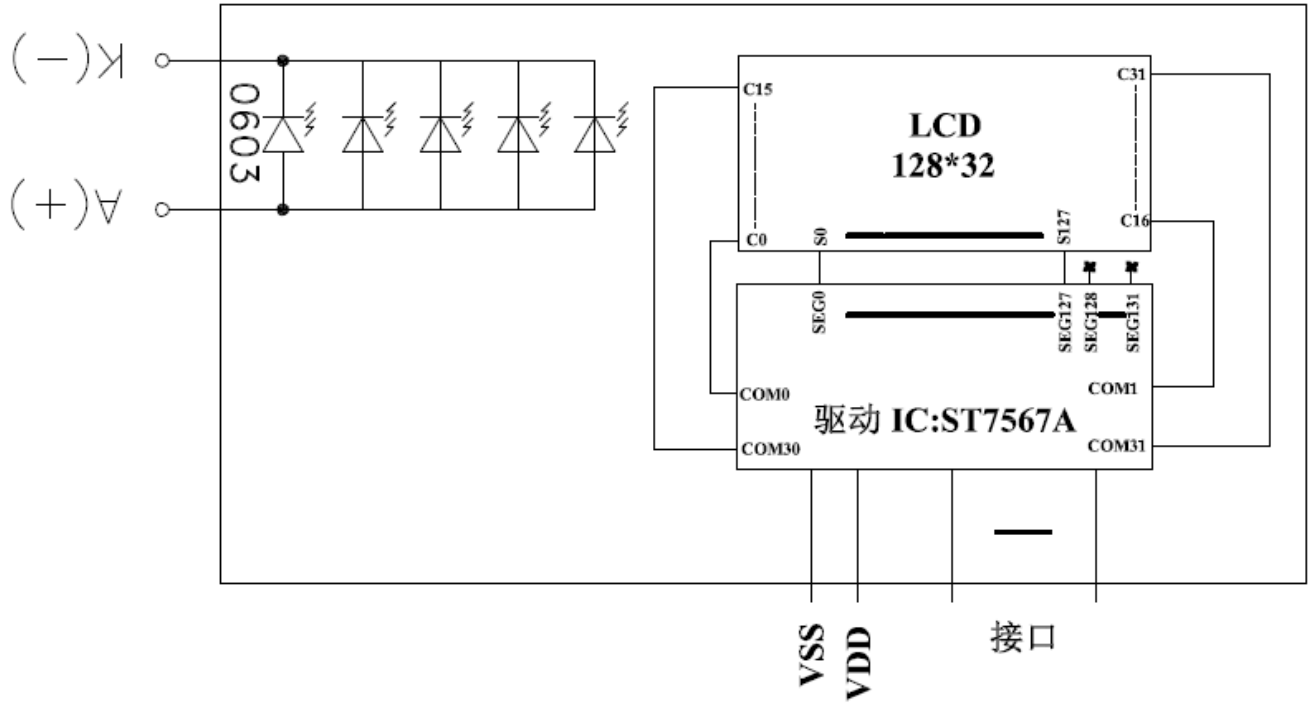 K(-)
A(+)
0603
C15
C31
LCD
128*32
C0
S0
S127
C16
SEG0
SEG127
SEG128
SEG131
COM0
COM1
驱动 IC:ST7567A
COM30
COM31
VSS
VDD
接口